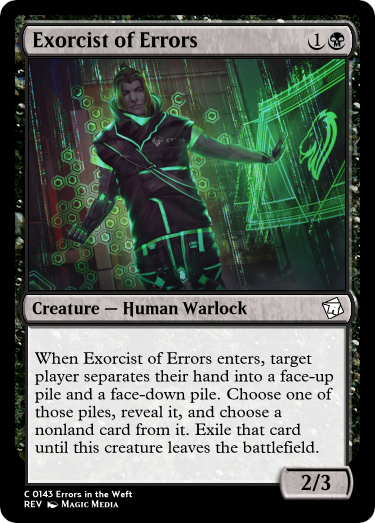 Exorcist of Errors
1
Creature — Human Warlock
When Exorcist of Errors enters, target
player separates their hand into a face-up
pile and a face-down pile. Choose one of
those piles, reveal it, and choose a
nonland card from it. Exile that card
until this creature leaves the battlefield.
2/3
C 0143 Errors in the Weft
REV Magic Media